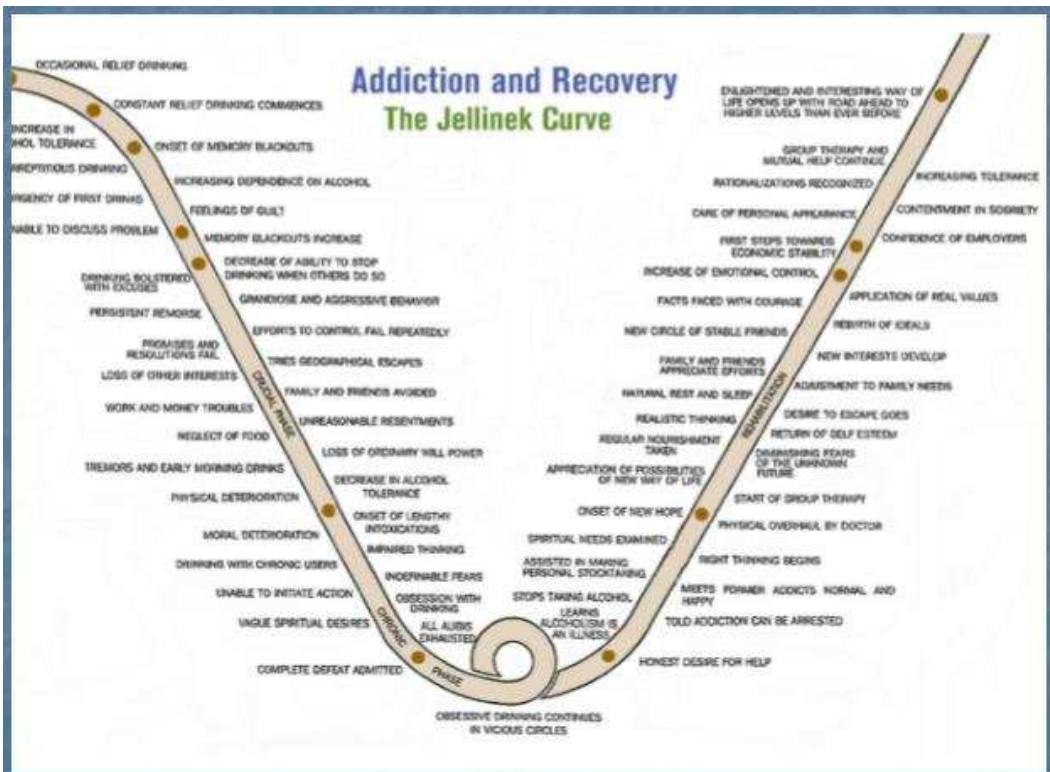 Addiction and Recovery
The Jellinek Curve
OCCASIONAL RELIEF DRINKING
CONSTANT RELIEF DRINKING COMMENCES
INCREASE IN
HOL TOLERANCE
ONSET OF MEMORY BLACKOUTS
RREPTITIOUS DRINKING
INCREASING DEPENDENCE ON ALCOHOL
RGENCY OF FIRST DRINKS
FEELINGS OF GUILT
NABLE TO DISCUSS PROBLEM
MEMORY BLACKOUTS INCREASE
DECREASE OF ABILITY TO STOP
DRINKING WHEN OTHERS DO SO
DRINKING BOLSTERED
WITH EXCUSES
GRANDIOSE AND AGGRESSIVE BEHAVIOR
PERSISTENT REMORSE
EFFORTS TO CONTROL FAIL REPEATEDLY
PROMISES AND
RESOLUTIONS FAIL
TRIES GEOGRAPHICAL ESCAPES
LOSS OF OTHER INTERESTS
FAMILY AND FRIENDS AVOIDED
CRUCIAL PHASE
WORK AND MONEY TROUBLES
UNREASONABLE RESENTMENTS
NEGLECT OF FOOD
LOSS OF ORDINARY WILL POWER
TREMORS AND EARLY MORNING DRINKS
DECREASE IN ALCOHOL
TOLERANCE
PHYSICAL DETERIORATION
ONSET OF LENGTHY
INTOXICATIONS
MORAL DETERIORATION
IMPAIRED THINKING
DRINKING WITH CHRONIC USERS
INDEFINABLE FEARS
UNABLE TO INITIATE ACTION
OBSESSION WITH
DRINKING
VAGUE SPIRITUAL DESIRES
ALL ALIBIS
EXHAUSTED
CHRONIC
PHASE
COMPLETE DEFEAT ADMITTED
OBSESSIVE DRINKING CONTINUES
IN VICIOUS CIRCLES
ENLIGHTENED AND INTERESTING WAY OF
LIFE OPENS UP WITH ROAD AHEAD TO
HIGHER LEVELS THAN EVER BEFORE
GROUP THERAPY AND
MUTUAL HELP CONTINUE
INCREASING TOLERANCE
RATIONALIZATIONS RECOGNIZED
CARE OF PERSONAL APPEARANCE
CONTENTMENT IN SOBRIETY
FIRST STEPS TOWARDS
ECONOMIC STABILITY
CONFIDENCE OF EMPLOYERS
INCREASE OF EMOTIONAL CONTROL
FACTS FACED WITH COURAGE
APPLICATION OF REAL VALUES
NEW CIRCLE OF STABLE FRIENDS
REBIRTH OF IDEALS
FAMILY AND FRIENDS
APPRECIATE EFFORTS
NEW INTERESTS DEVELOP
NATURAL REST AND SLEEP
ADJUSTMENT TO FAMILY NEEDS
REHABILITATION
REALISTIC THINKING
DESIRE TO ESCAPE GOES
REGULAR NOURISHMENT
TAKEN
RETURN OF SELF ESTEEM
APPRECIATION OF POSSIBILITIES
OF NEW WAY OF LIFE
DIMINISHING FEARS
OF THE UNKNOWN
FUTURE
ONSET OF NEW HOPE
START OF GROUP THERAPY
SPIRITUAL NEEDS EXAMINED
PHYSICAL OVERHAUL BY DOCTOR
ASSISTED IN MAKING
PERSONAL STOCKTAKING
RIGHT THINKING BEGINS
STOPS TAKING ALCOHOL
MEETS FORMER ADDICTS NORMAL AND
HAPPY
LEARNS
ALCOHOLISM IS
AN ILLNESS
TOLD ADDICTION CAN BE ARRESTED
HONEST DESIRE FOR HELP